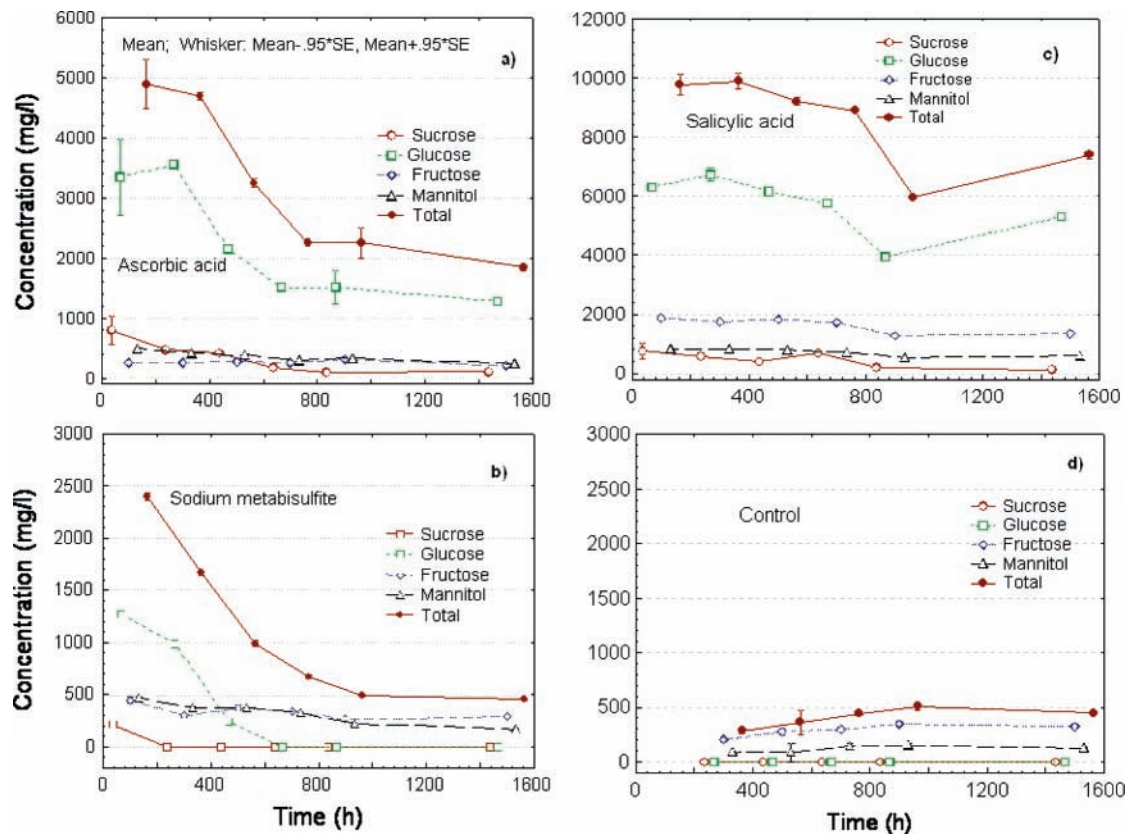 6000
5000
4000
3000
2000
1000
0
Concentration (mg/l)
Mean; Whisker: Mean-.95*SE, Mean+.95*SE
a)
Sucrose
Glucose
Fructose
Mannitol
Total
Ascorbic acid
0 400 800 1200 1600
12000
10000
8000
6000
4000
2000
0
Sucrose
Glucose
Fructose
Mannitol
Total
c)
Salicylic acid
0 400 800 1200 1600
3000
2500
2000
1500
1000
500
0
Concentration (mg/l)
b)
Sodium metabisulfite
Sucrose
Glucose
Fructose
Mannitol
Total
0 400 800 1200 1600
Time (h)
3000
2500
2000
1500
1000
500
0
d)
Control
Sucrose
Glucose
Fructose
Mannitol
Total
0 400 800 1200 1600
Time (h)